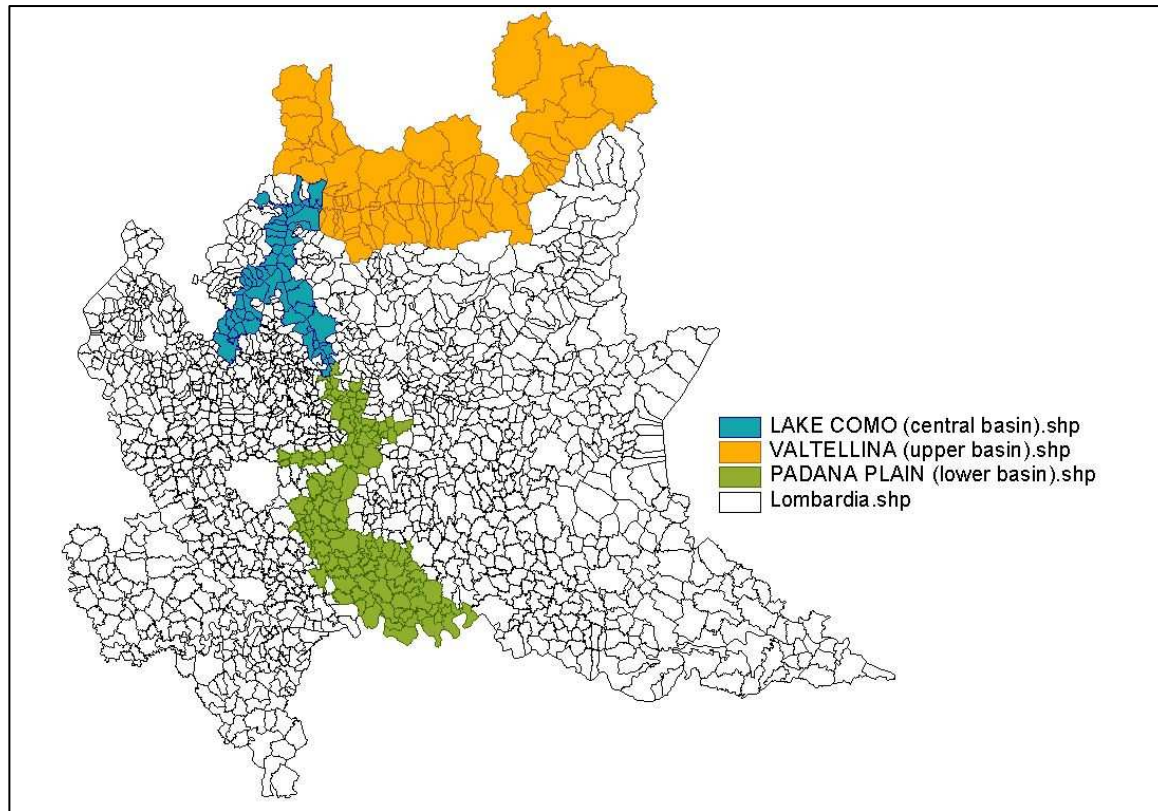 LAKE COMO (central basin).shp
VALTELLINA (upper basin).shp
PADANA PLAIN (lower basin).shp
Lombardia.shp